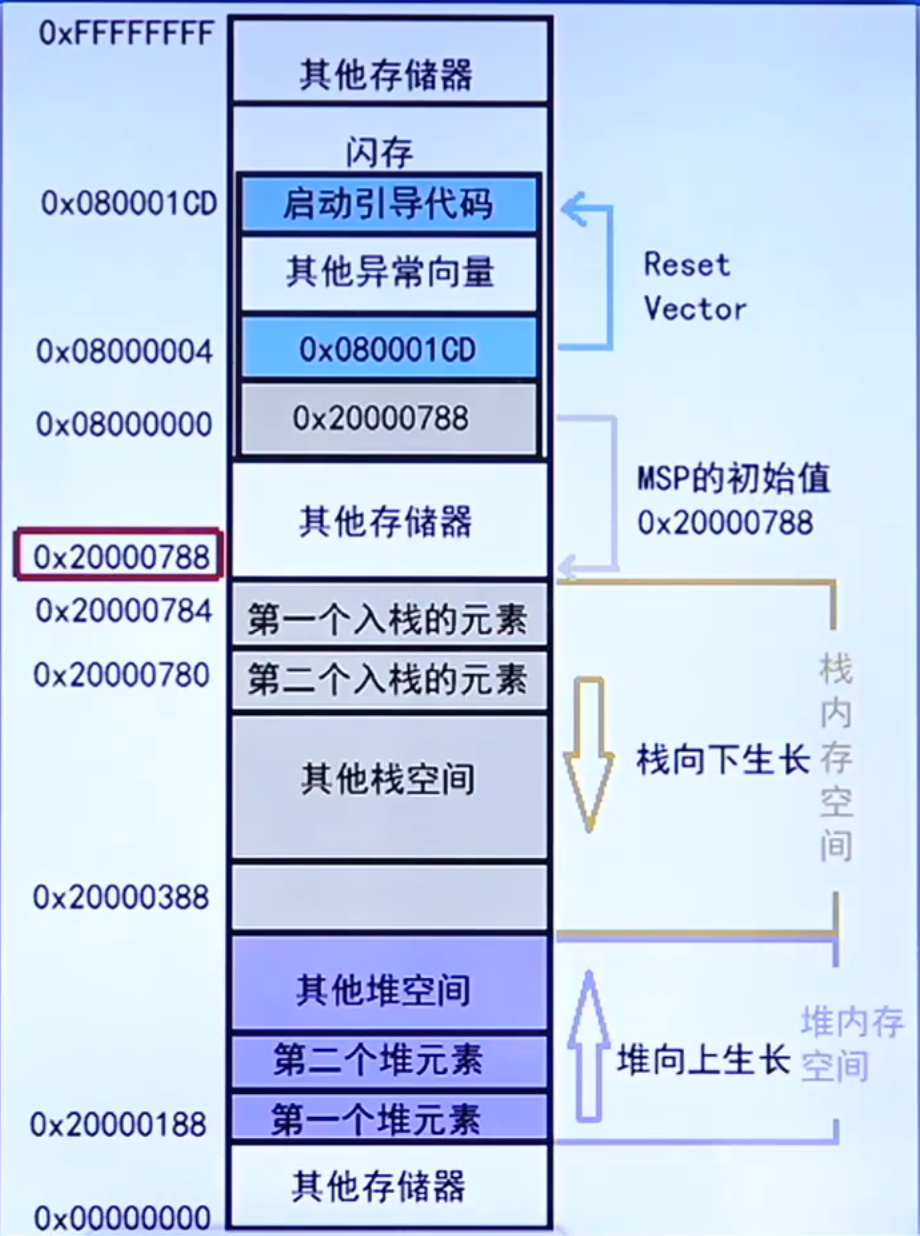 0xFFFFFFFF
其他存储器
闪存
0x080001CD
启动引导代码
其他异常向量
Reset
Vector
0x08000004
0x080001CD
0x08000000
0x20000788
其他存储器
MSP的初始值
0x20000788
0x20000788
0x20000784
第一个入栈的元素
0x20000780
第二个入栈的元素
其他栈空间
栈向下生长
栈内存空间
0x20000388
其他堆空间
第二个堆元素
堆向上生长
堆内存
空间
0x20000188
第一个堆元素
其他存储器
0x00000000